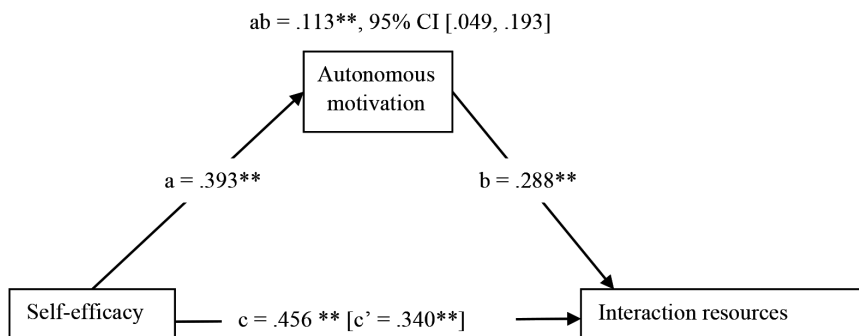 ab = .113**, 95% CI [.049, .193]
Autonomous
motivation
a = .393**
b = .288**
Self-efficacy
c = .456 ** [c’ = .340**]
Interaction resources